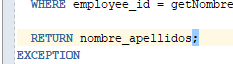 WHERE employee_id = getNombre
RETURN nombre_apellidos;
EXCEPTION